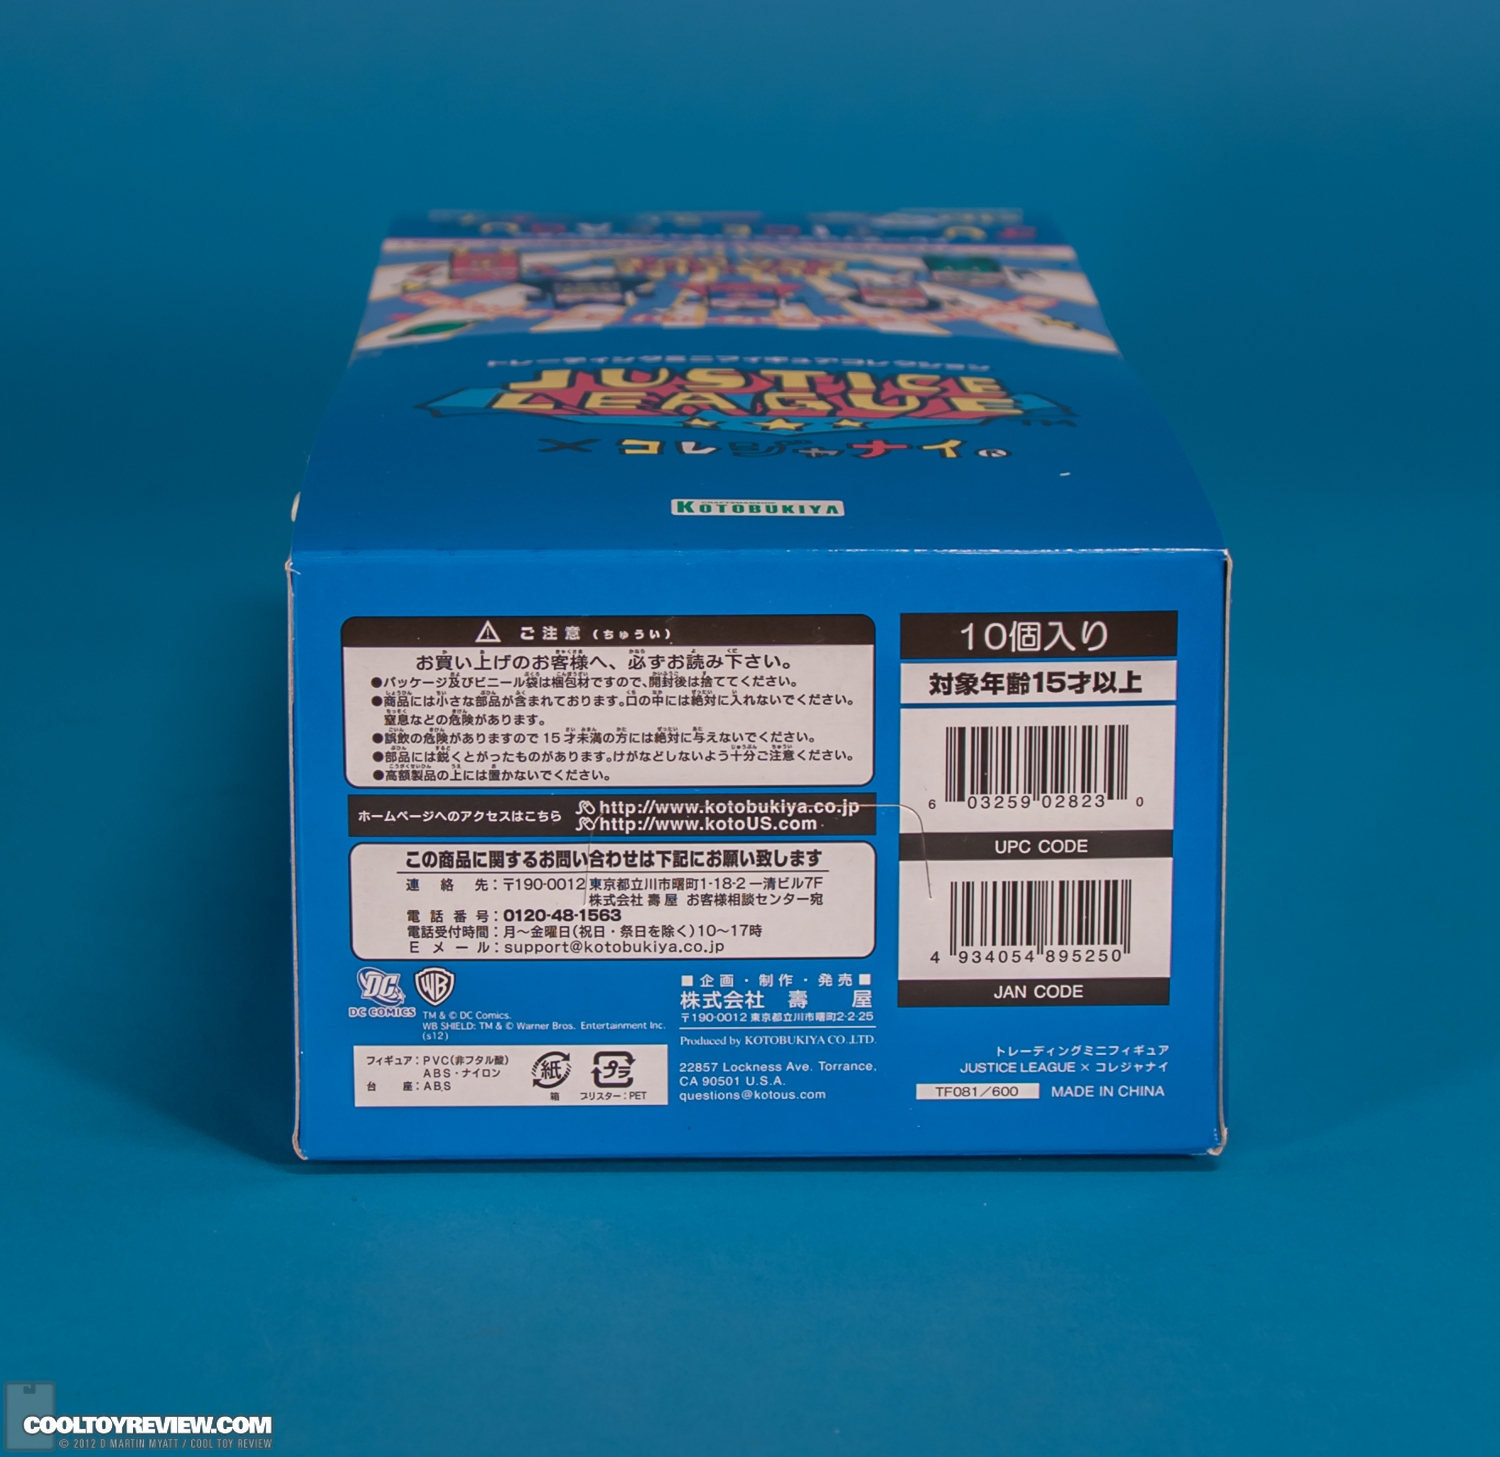 トレーディングミニフィギュアコレクション
JUSTICE
LEAGUE
TM
× コレジャナイ®
KOTOBUKIYA
ご注意(ちゅうい)
お買い上げのお客様へ、必ずお読み下さい。
●パッケージ及びビニール袋は梱包材ですので、開封後は捨ててください。
●商品には小さな部品が含まれております。口の中には絶対に入れないでください。
窒息などの危険があります。
●誤飲の危険がありますので15才未満の方には絶対に与えないでください。
●部品には鋭くとがったものがあります。けがなどしないよう十分ご注意ください。
●高額製品の上には置かないでください。
ホームページへのアクセスはこちら
http://www.kotobukiya.co.jp
http://www.kotoUS.com
この商品に関するお問い合わせは下記にお願い致します
連絡先:〒190-0012 東京都立川市曙町1-18-2 一清ビル7F
株式会社 壽屋 お客様相談センター宛
電話番号:0120-48-1563
電話受付時間:月~金曜日(祝日・祭日を除く)10~17時
Eメール:support@kotobukiya.co.jp
DC
DC COMICS
WB
TM & © DC Comics.
WB SHIELD: TM & © Warner Bros. Entertainment Inc.
(s12)
フィギュア:PVC(非フタル酸)
ABS・ナイロン
台座:ABS
紙
箱
プラ
ブリスター:PET
■企画・制作・発売■
株式会社 壽屋
〒190-0012 東京都立川市曙町2-2-25
Produced by KOTOBUKIYA CO.,LTD.
22857 Lockness Ave. Torrance,
CA 90501 U.S.A.
questions@kotous.com
10個入り
対象年齢15才以上
6 03259 02823 0
UPC CODE
4 934054 895250
JAN CODE
トレーディングミニフィギュア
JUSTICE LEAGUE × コレジャナイ
TF081/600 MADE IN CHINA
COOLTOYREVIEW.COM
© 2012 D MARTIN MYATT / COOL TOY REVIEW